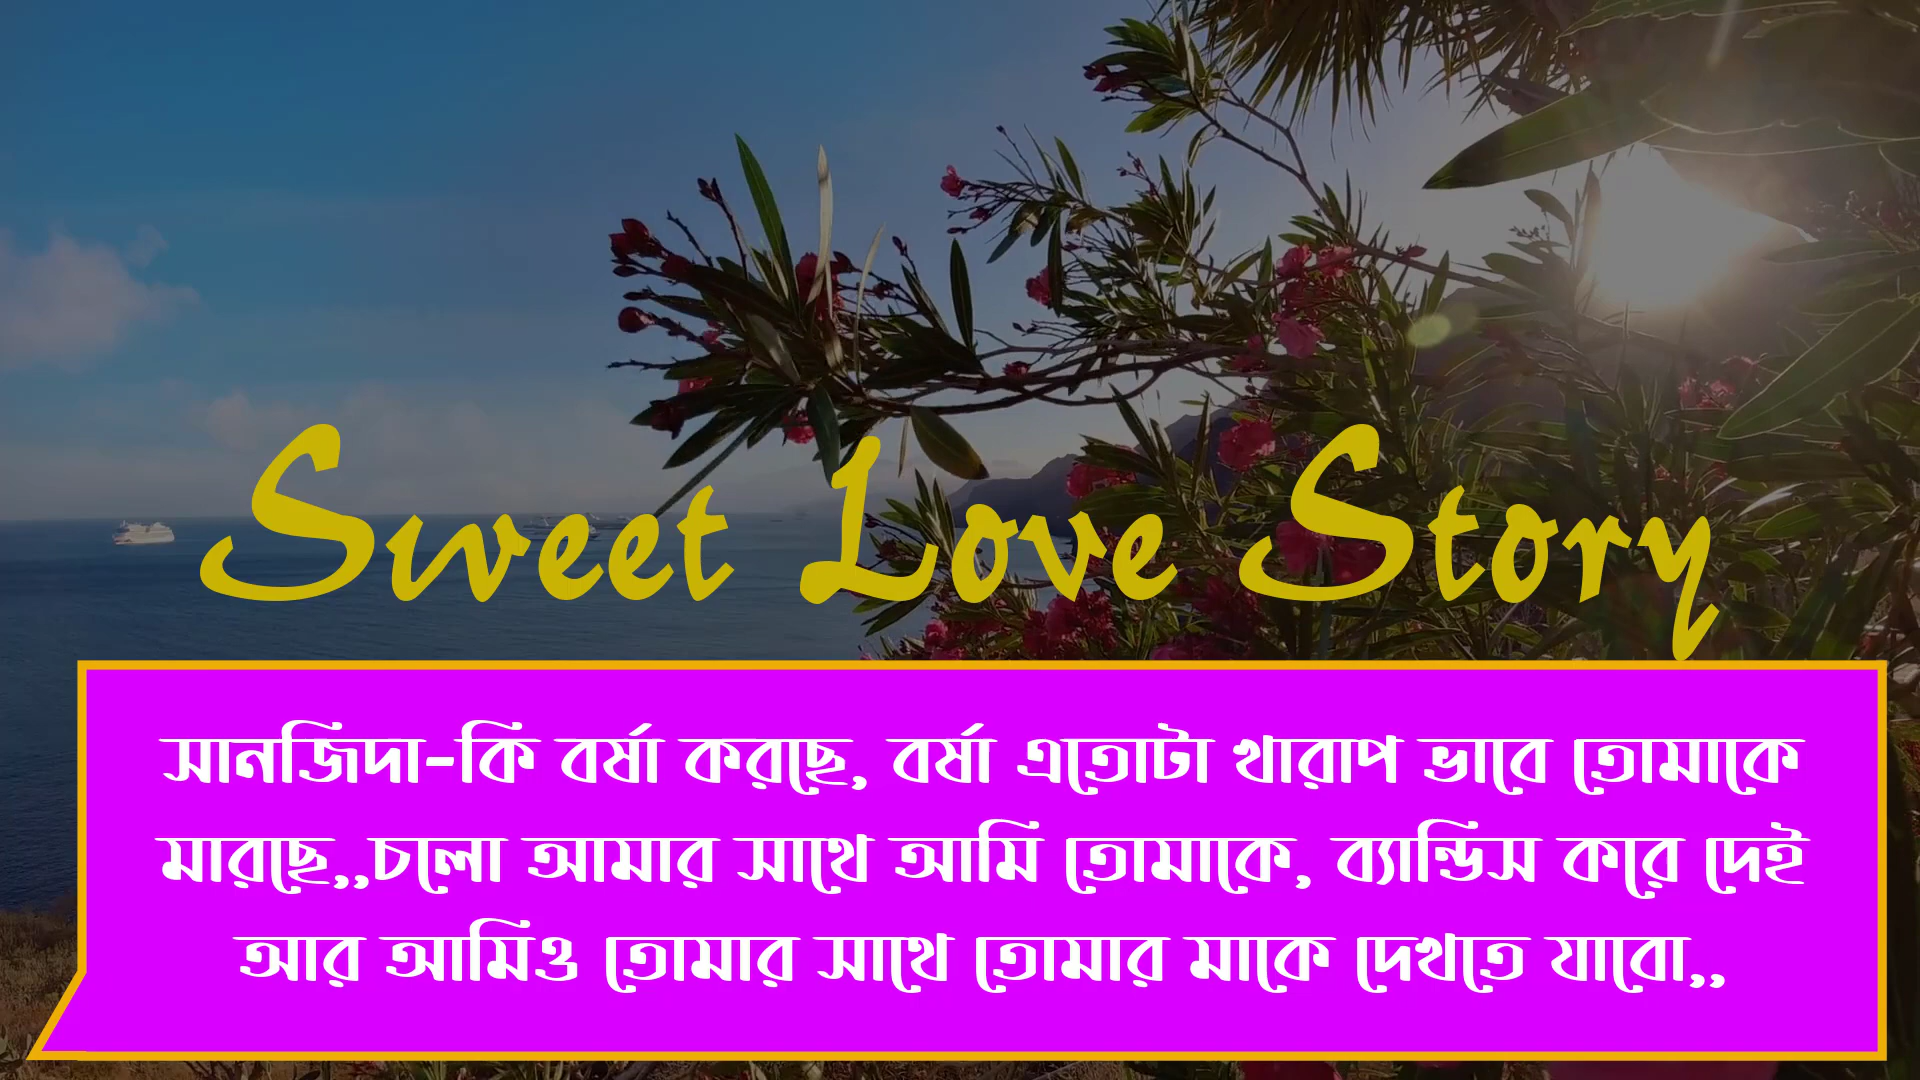 Sweet Love Story
সানজিদা-কি বর্ষা করছে, বর্ষা এতোটা খারাপ ভাবে তোমাকে
মারছে,,চলো আমার সাথে আমি তোমাকে, ব্যান্ডিস করে দেই
আর আমিও তোমার সাথে তোমার মাকে দেখতে যাবো,,